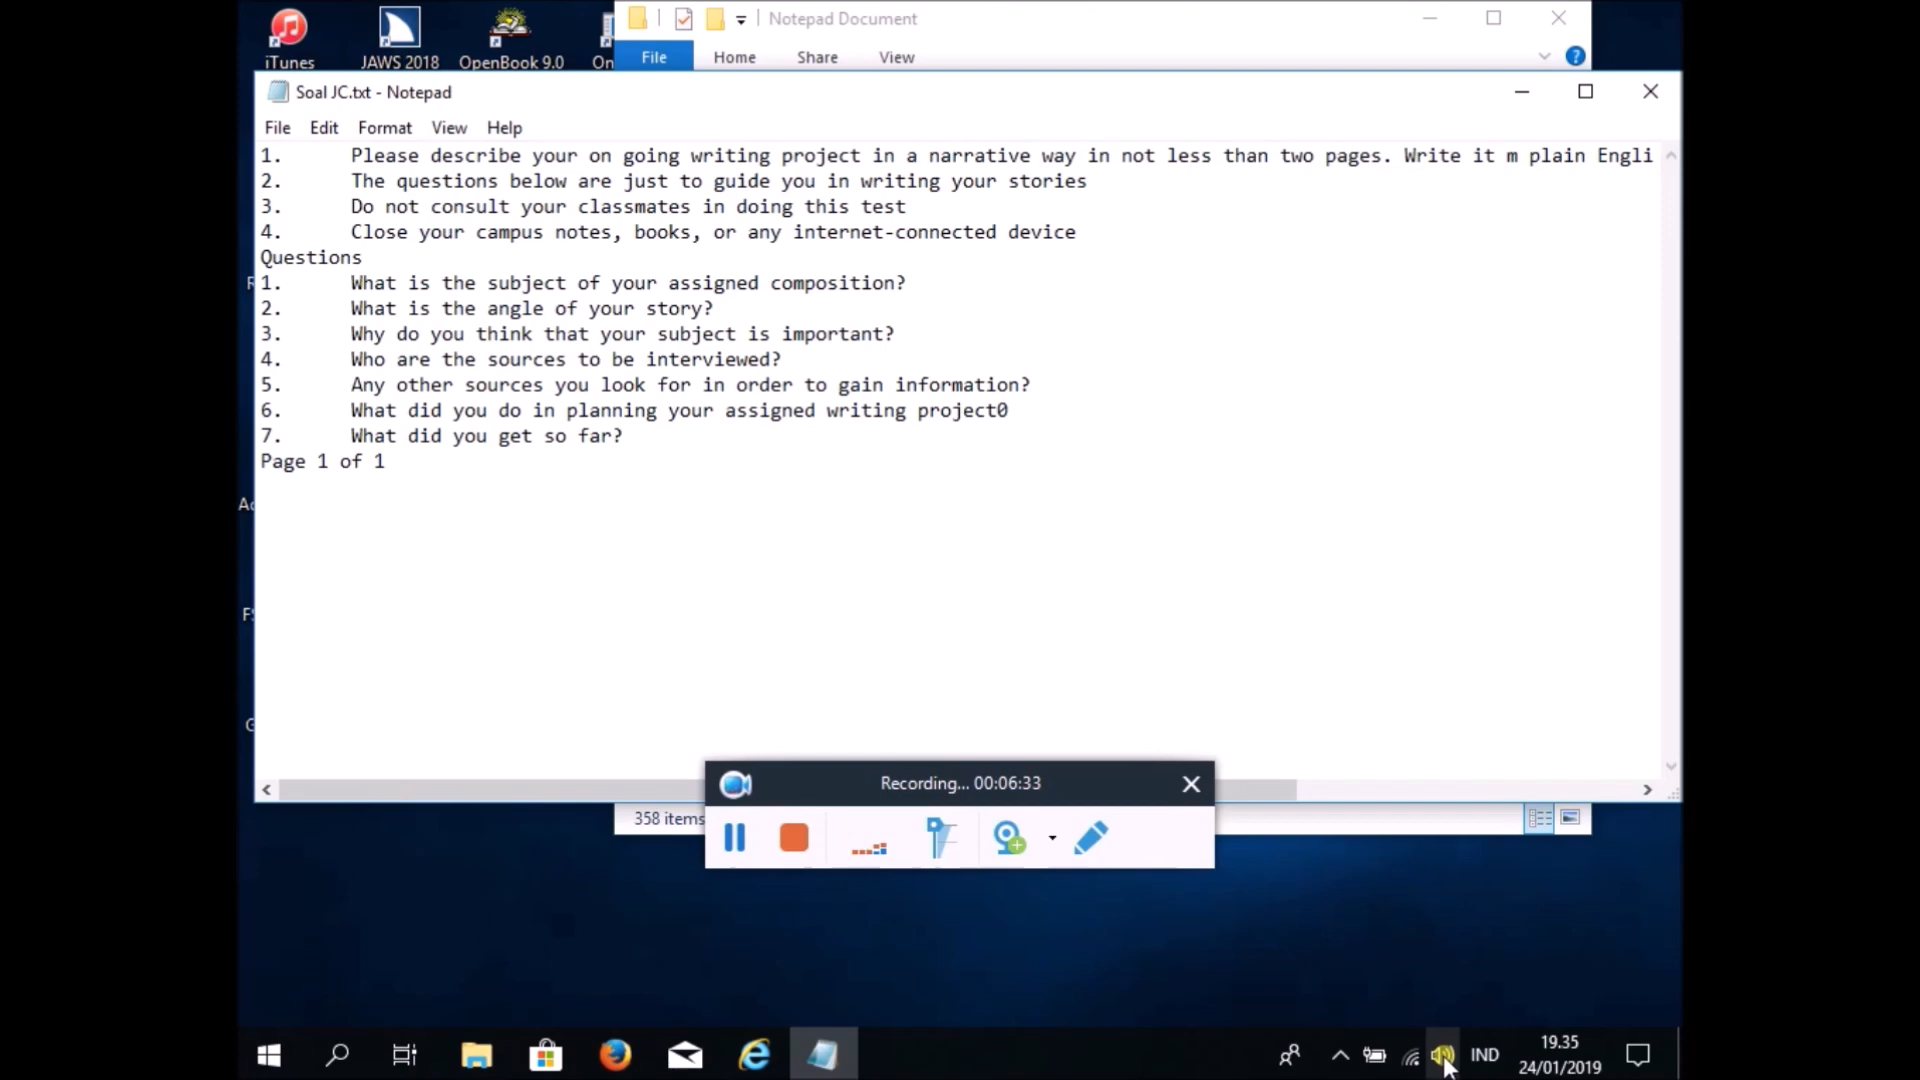 iTunes
JAWS 2018
OpenBook 9.0
On
Notepad Document
File Home Share View
Soal JC.txt - Notepad
File Edit Format View Help
1. Please describe your on going writing project in a narrative way in not less than two pages. Write it m plain Engli
2. The questions below are just to guide you in writing your stories
3. Do not consult your classmates in doing this test
4. Close your campus notes, books, or any internet-connected device
Questions
1. What is the subject of your assigned composition?
2. What is the angle of your story?
3. Why do you think that your subject is important?
4. Who are the sources to be interviewed?
5. Any other sources you look for in order to gain information?
6. What did you do in planning your assigned writing project0
7. What did you get so far?
Page 1 of 1
Recording... 00:06:33
358 items
IND
19.35
24/01/2019